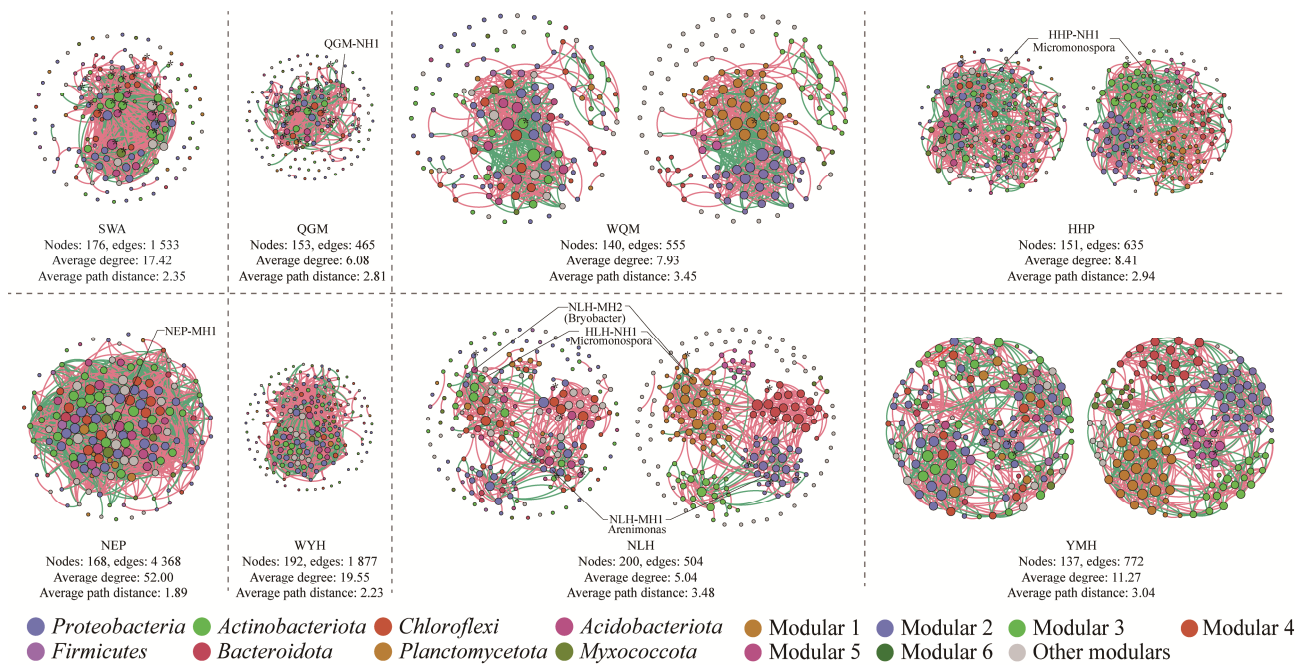 QGM-NH1
HHP-NH1
Micromonospora
SWA
Nodes: 176, edges: 1 533
Average degree: 17.42
Average path distance: 2.35
QGM
Nodes: 153, edges: 465
Average degree: 6.08
Average path distance: 2.81
WQM
Nodes: 140, edges: 555
Average degree: 7.93
Average path distance: 3.45
HHP
Nodes: 151, edges: 635
Average degree: 8.41
Average path distance: 2.94
NEP-MH1
NLH-MH2
(Bryobacter)
HLH-NH1
Micromonospora
NLH-MH1
Arenimonas
NEP
Nodes: 168, edges: 4 368
Average degree: 52.00
Average path distance: 1.89
WYH
Nodes: 192, edges: 1 877
Average degree: 19.55
Average path distance: 2.23
NLH
Nodes: 200, edges: 504
Average degree: 5.04
Average path distance: 3.48
YMH
Nodes: 137, edges: 772
Average degree: 11.27
Average path distance: 3.04
Proteobacteria Actinobacteriota Chloroflexi Acidobacteriota Modular 1 Modular 2 Modular 3 Modular 4
Firmicutes Bacteroidota Planctomycetota Myxococcota Modular 5 Modular 6 Other modulars